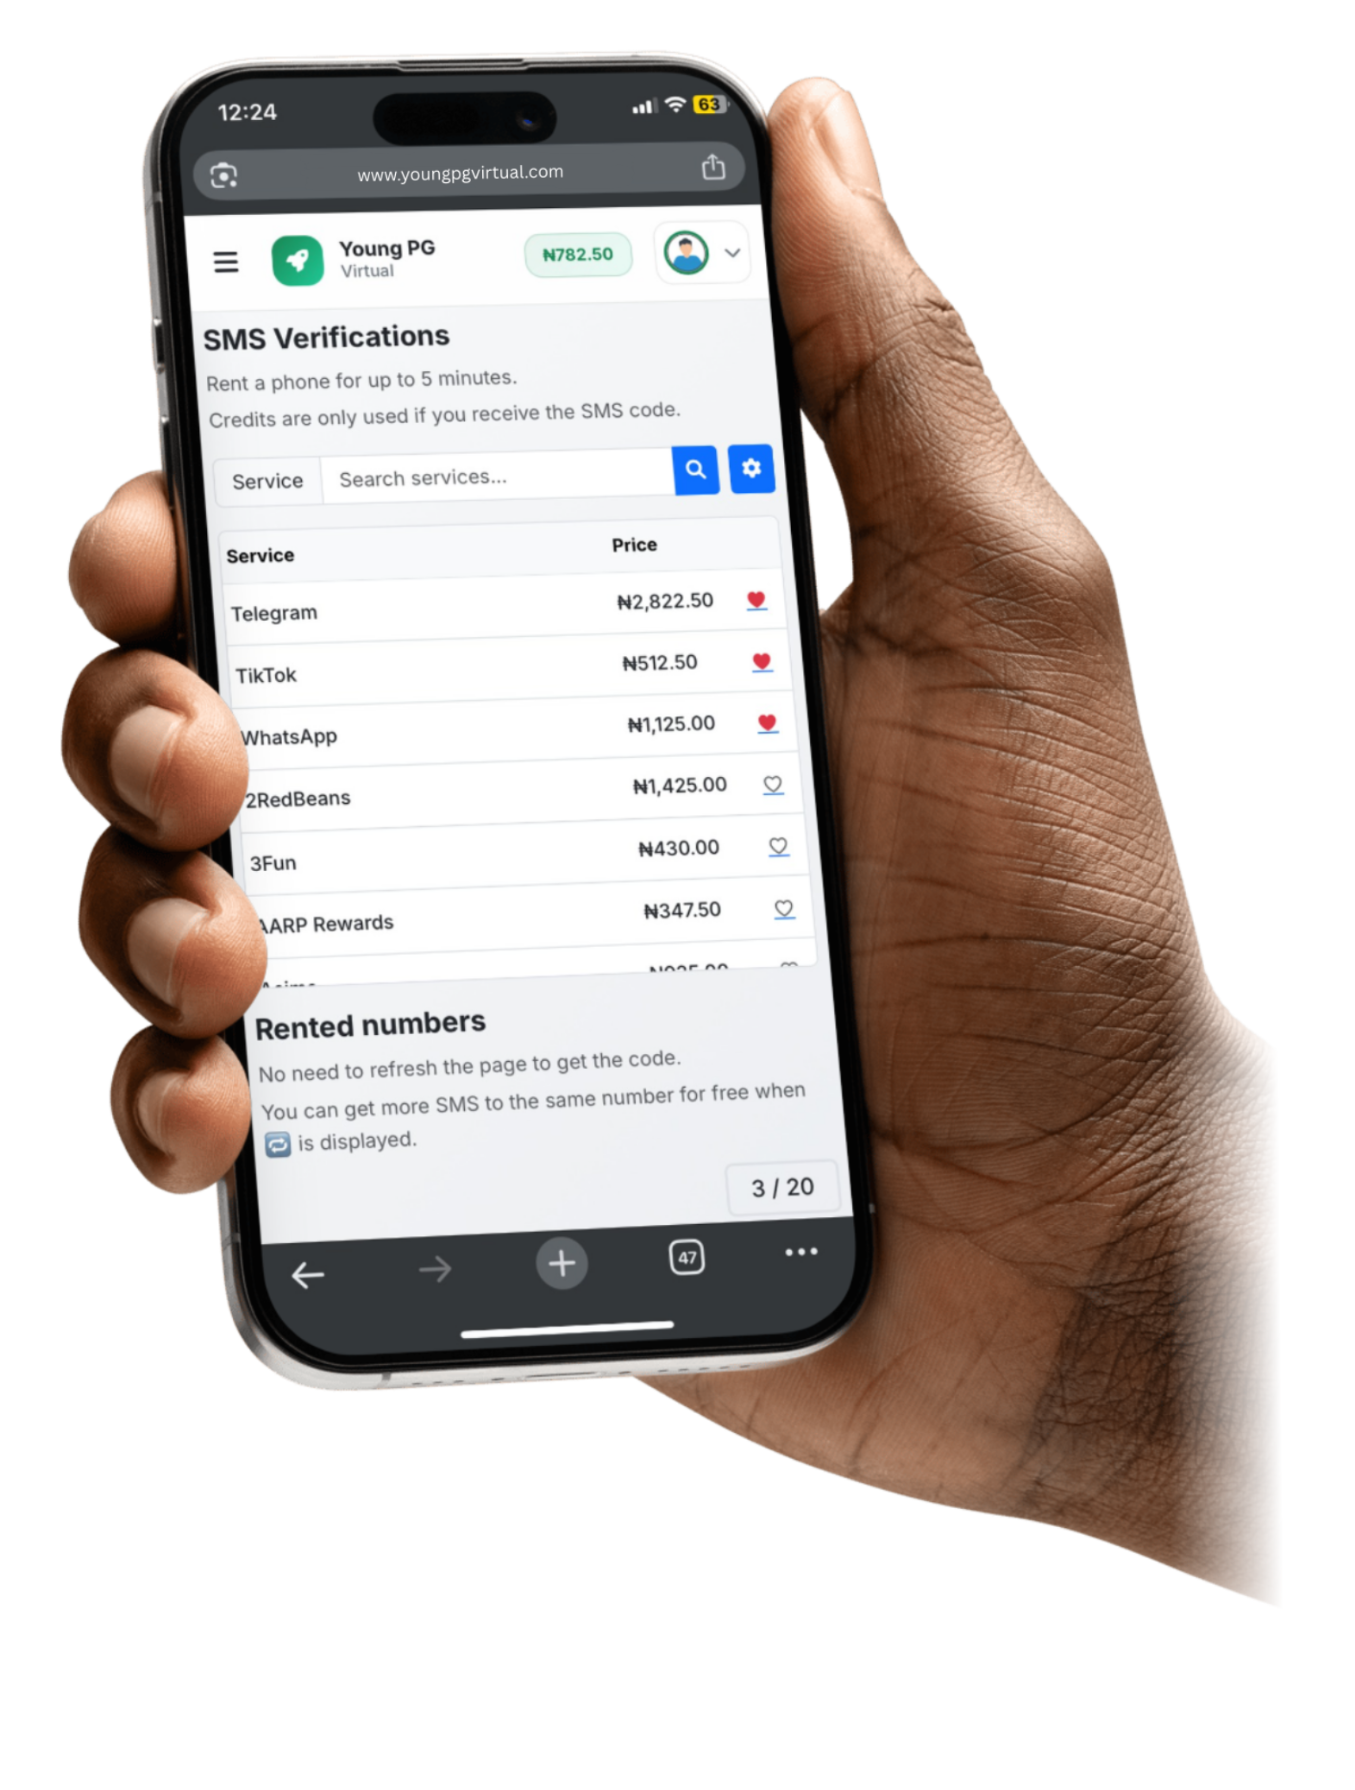 12:24
63
www.youngpgvirtual.com
Young PG
Virtual
₦782.50
SMS Verifications
Rent a phone for up to 5 minutes.
Credits are only used if you receive the SMS code.
Service Search services...
Service Price
Telegram ₦2,822.50
TikTok ₦512.50
WhatsApp ₦1,125.00
2RedBeans ₦1,425.00
3Fun ₦430.00
AARP Rewards ₦347.50
Rented numbers
No need to refresh the page to get the code.
You can get more SMS to the same number for free when
is displayed.
3 / 20
47